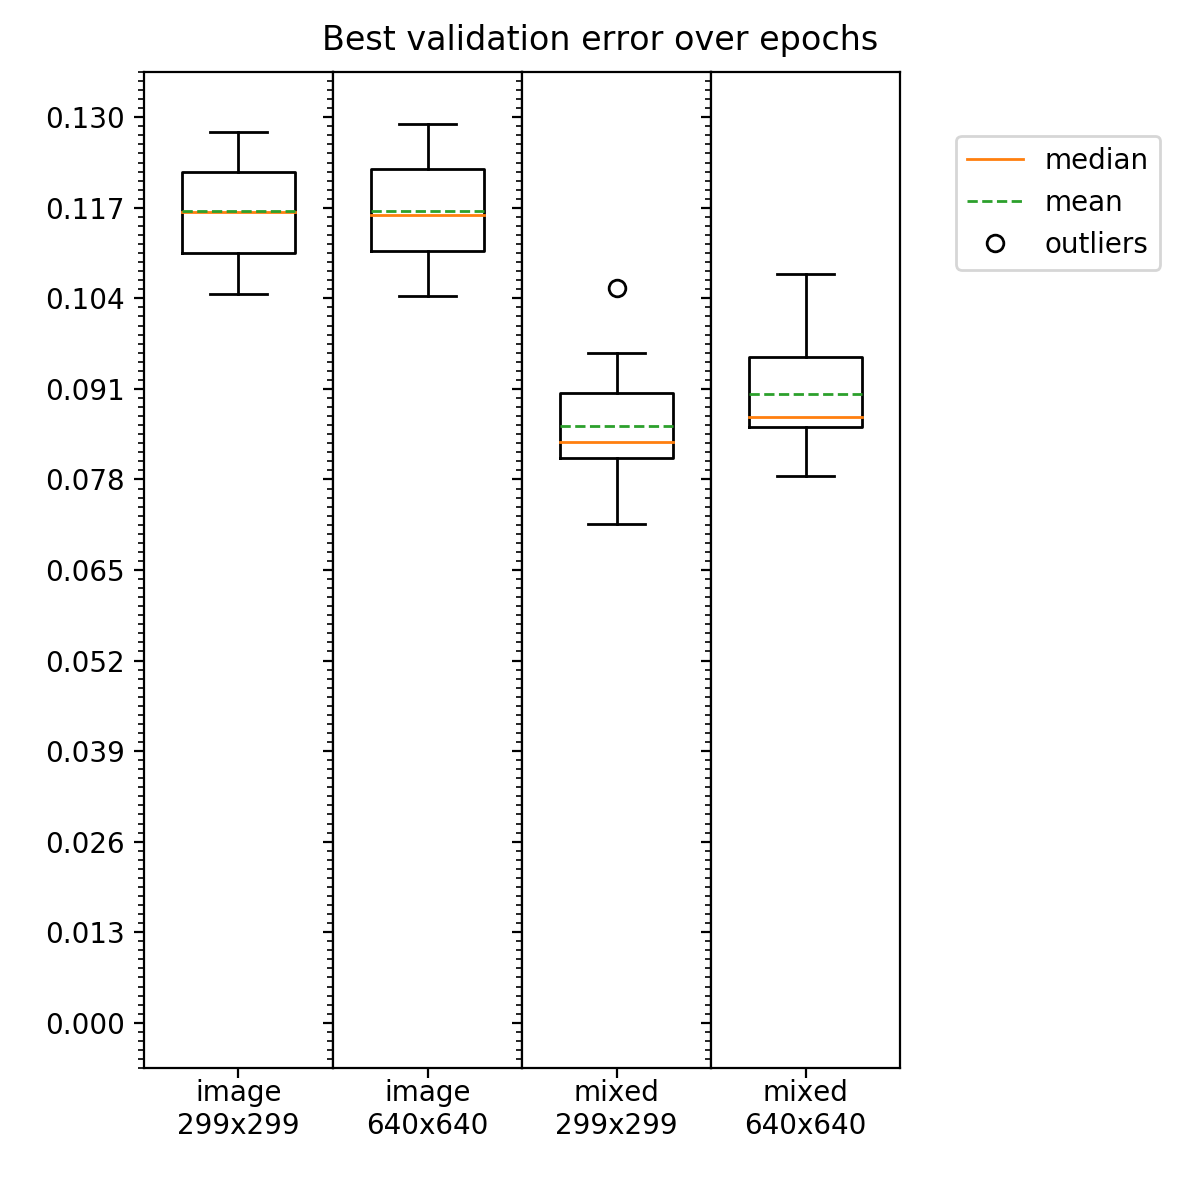 Best validation error over epochs
0.130
0.117
0.104
0.091
0.078
0.065
0.052
0.039
0.026
0.013
0.000
image
299x299
image
640x640
mixed
299x299
mixed
640x640
median
mean
outliers